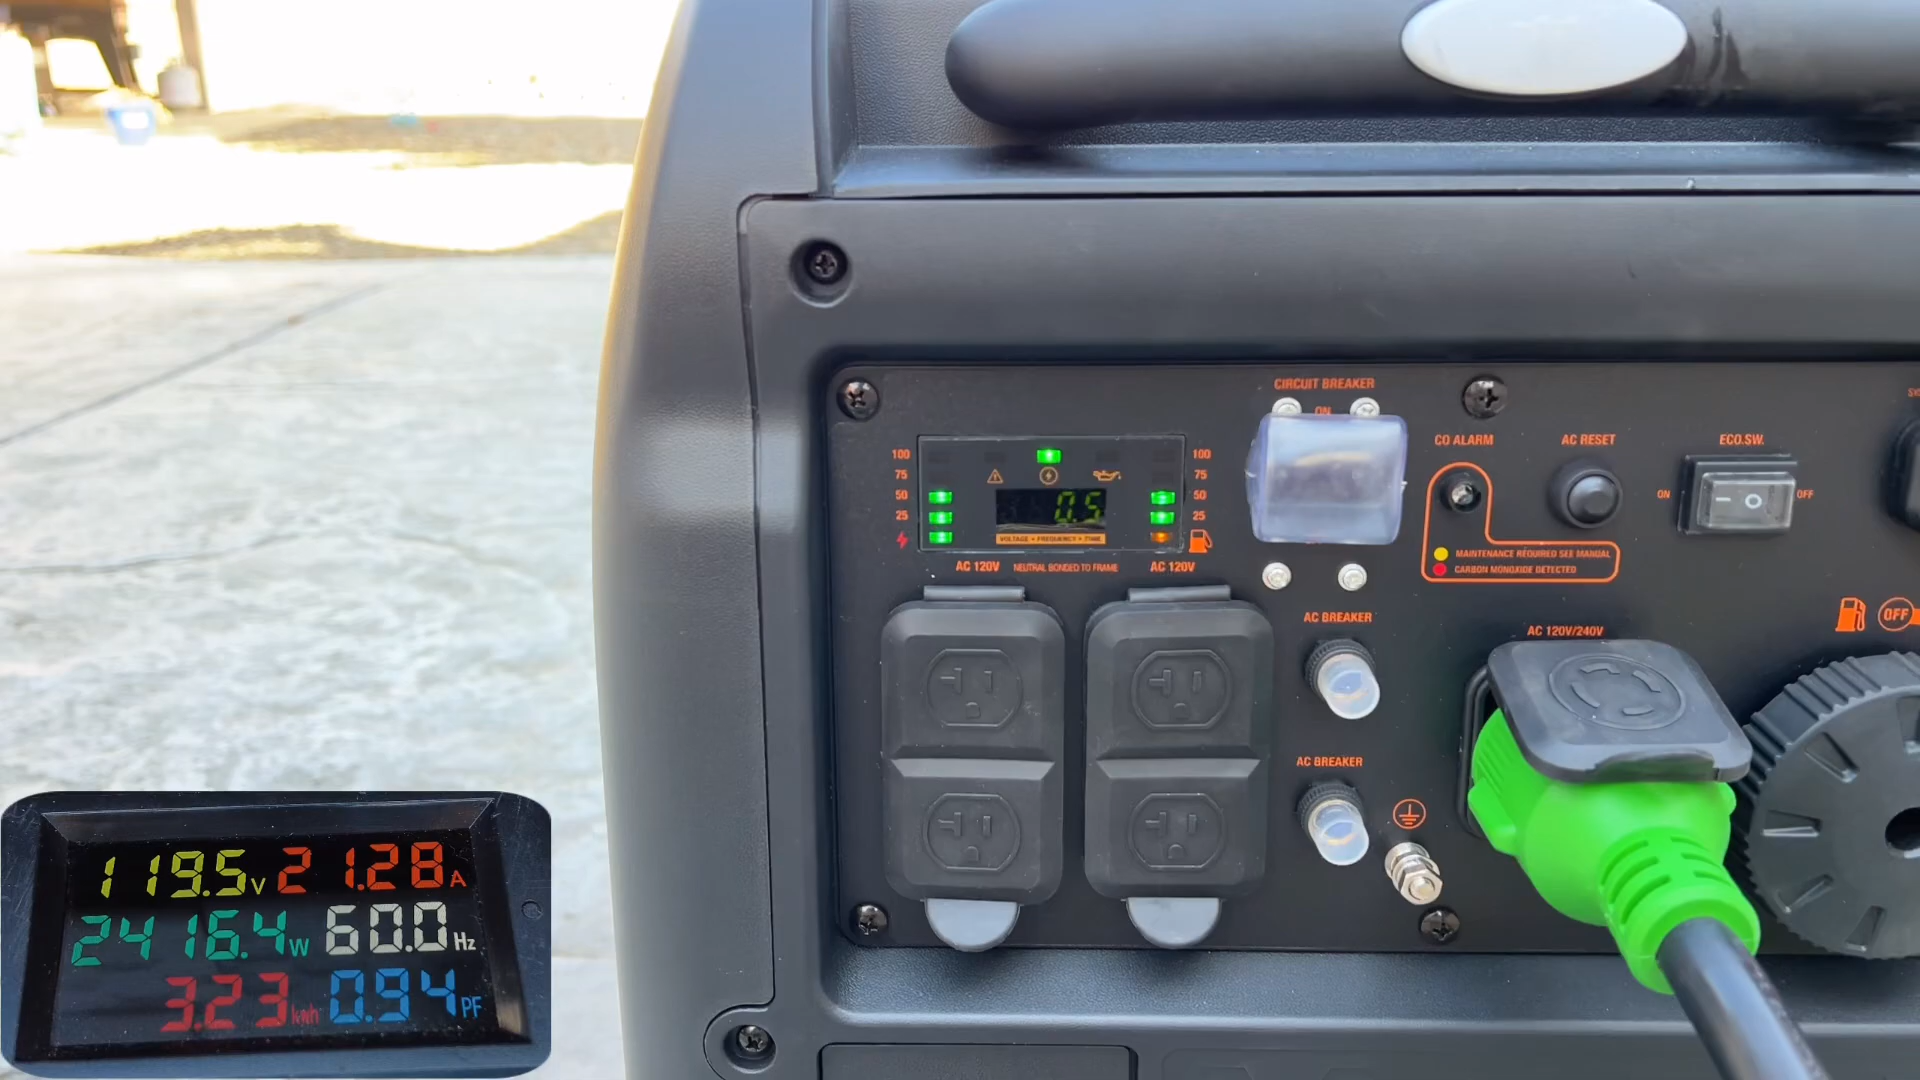 CIRCUIT BREAKER
ON
100
75
50
25
100
75
50
25
0.5
VOLTAGE • FREQUENCY • TIME
AC 120V
NEUTRAL BONDED TO FRAME
AC 120V
CO ALARM
AC RESET
ECO.SW.
ON
OFF
MAINTENANCE REQUIRED SEE MANUAL
CARBON MONOXIDE DETECTED
AC BREAKER
AC BREAKER
AC 120V/240V
OFF
119.5V 21.28A
2416.4W 60.0Hz
3.23kwh 0.94PF